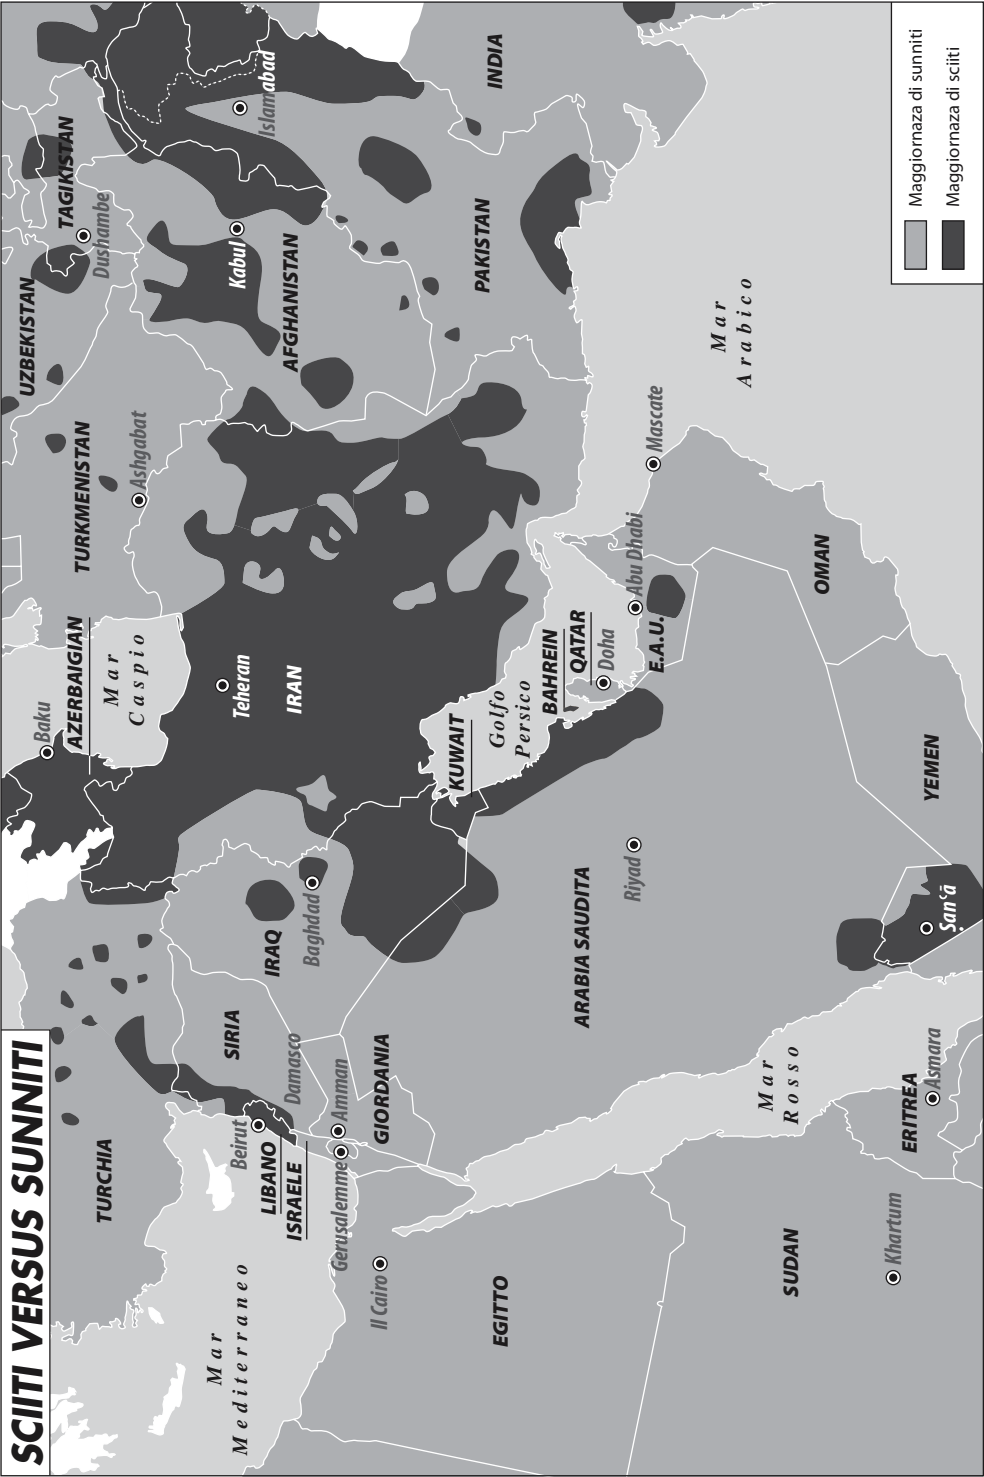 SCIITI VERSUS SUNNITI
TURCHIA
Mar
Mediterraneo
Beirut
LIBANO
ISRAELE
Gerusalemme
Il Cairo
EGITTO
SIRIA
Damasco
Amman
GIORDANIA
IRAQ
Baghdad
Baku
AZERBAIGIAN
Mar
Caspio
Teheran
IRAN
KUWAIT
Golfo
Persico
BAHREIN
QATAR
Doha
E.A.U.
Abu Dhabi
Mascate
OMAN
ARABIA SAUDITA
Riyad
YEMEN
Ṣanʿā
Mar
Rosso
ERITREA
Asmara
SUDAN
Khartum
UZBEKISTAN
TURKMENISTAN
Ashgabat
TAGIKISTAN
Dushambe
Kabul
AFGHANISTAN
Islamabad
PAKISTAN
INDIA
Mar
Arabico
Maggiornaza di sunniti
Maggiornaza di sciiti